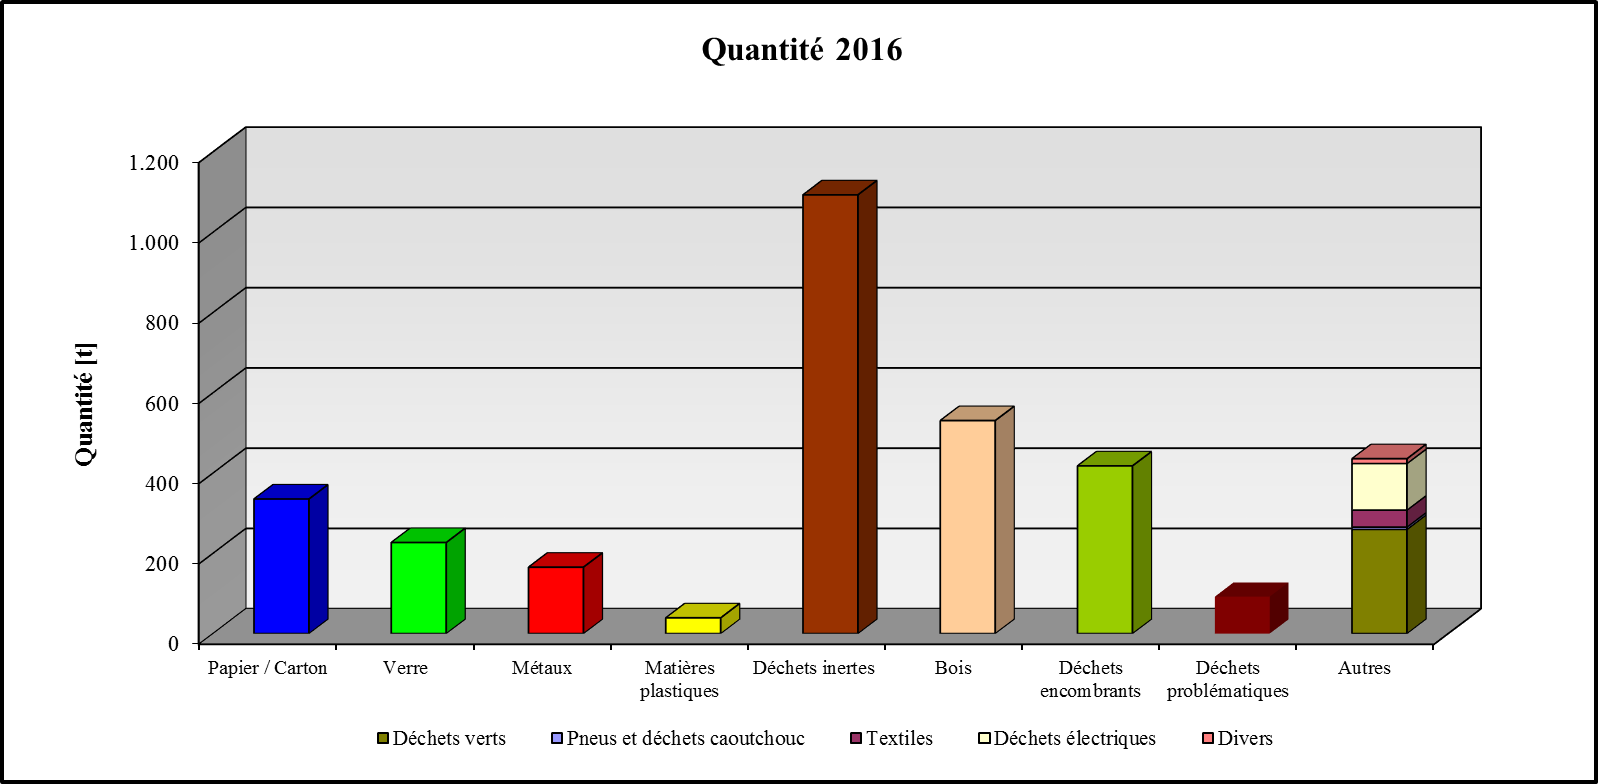 Quantité 2016
Quantité [t]
1.200
1.000
800
600
400
200
0
Papier / Carton
Verre
Métaux
Matières
plastiques
Déchets inertes
Bois
Déchets
encombrants
Déchets
problématiques
Autres
Déchets verts
Pneus et déchets caoutchouc
Textiles
Déchets électriques
Divers